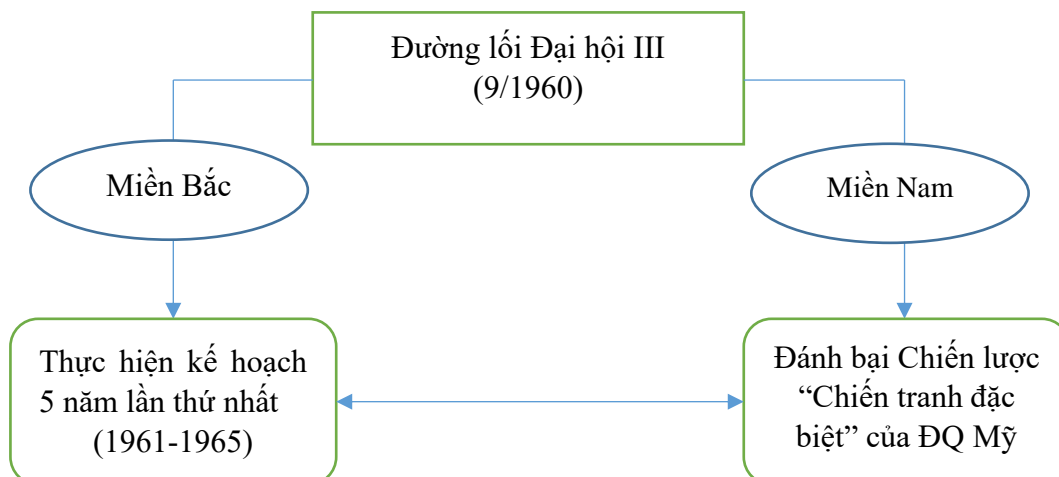 Đường lối Đại hội III
(9/1960)
Miền Bắc
Miền Nam
Thực hiện kế hoạch
5 năm lần thứ nhất
(1961-1965)
Đánh bại Chiến lược
“Chiến tranh đặc
biệt” của ĐQ Mỹ